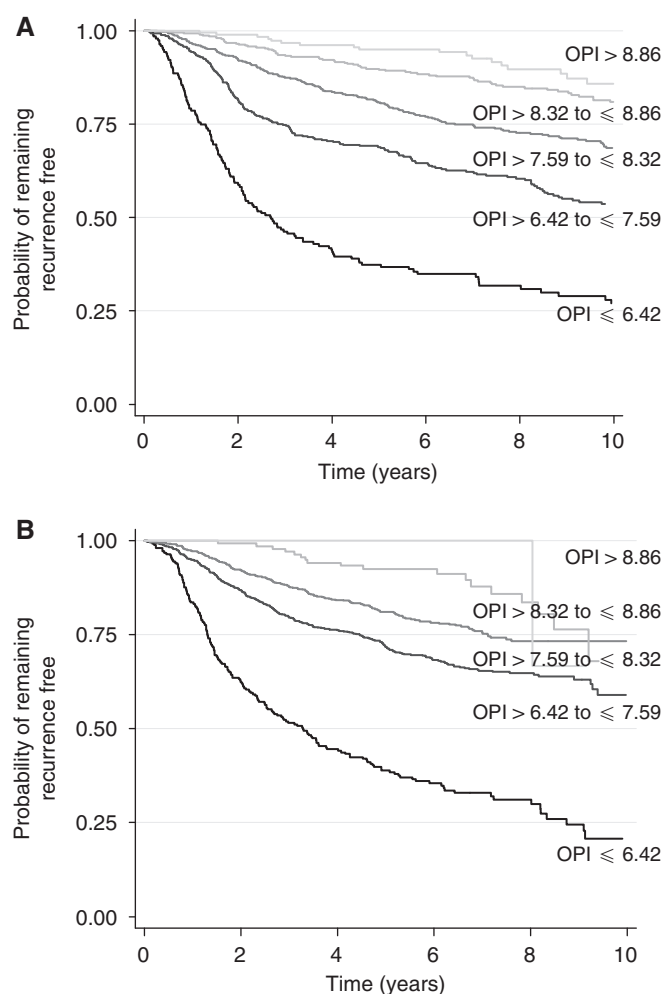 A
1.00
0.75
0.50
0.25
0.00
Probability of remaining
recurrence free
OPI > 8.86
OPI > 8.32 to ⩽ 8.86
OPI > 7.59 to ⩽ 8.32
OPI > 6.42 to ⩽ 7.59
OPI ⩽ 6.42
0 2 4 6 8 10
Time (years)
B
1.00
0.75
0.50
0.25
0.00
Probability of remaining
recurrence free
OPI > 8.86
OPI > 8.32 to ⩽ 8.86
OPI > 7.59 to ⩽ 8.32
OPI > 6.42 to ⩽ 7.59
OPI ⩽ 6.42
0 2 4 6 8 10
Time (years)